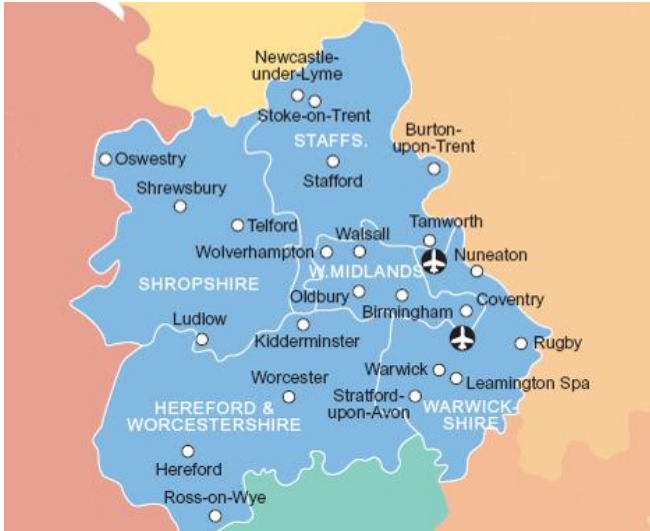 Newcastle-
under-Lyme
Stoke-on-Trent
STAFFS.
Burton-
upon-Trent
Oswestry
Stafford
Shrewsbury
Telford
Tamworth
Walsall
Wolverhampton
Nuneaton
W.MIDLANDS
SHROPSHIRE
Oldbury
Birmingham
Coventry
Ludlow
Kidderminster
Rugby
Warwick
Leamington Spa
Worcester
Stratford-
upon-Avon
HEREFORD &
WORCESTERSHIRE
WARWICK-
SHIRE
Hereford
Ross-on-Wye